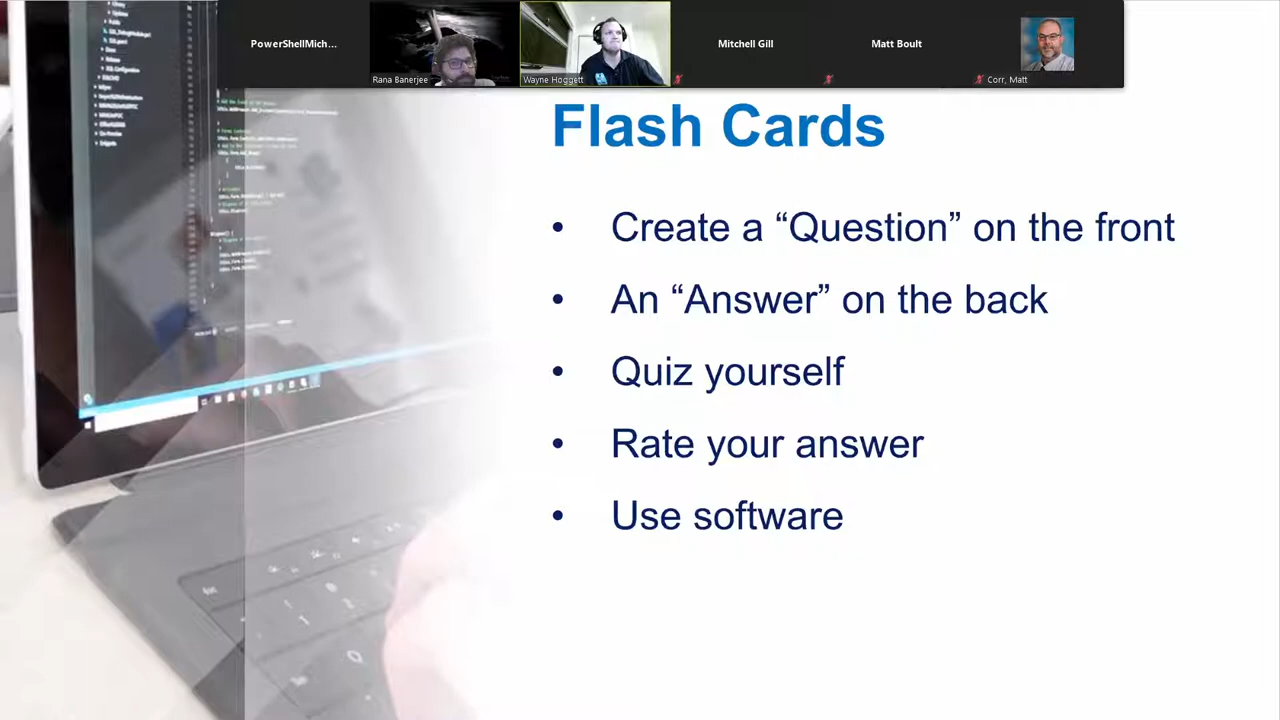 PowerShellMich...
Rana Banerjee
Wayne Hoggett
Mitchell Gill
Matt Boult
Corr, Matt
Flash Cards
• Create a “Question” on the front
• An “Answer” on the back
• Quiz yourself
• Rate your answer
• Use software